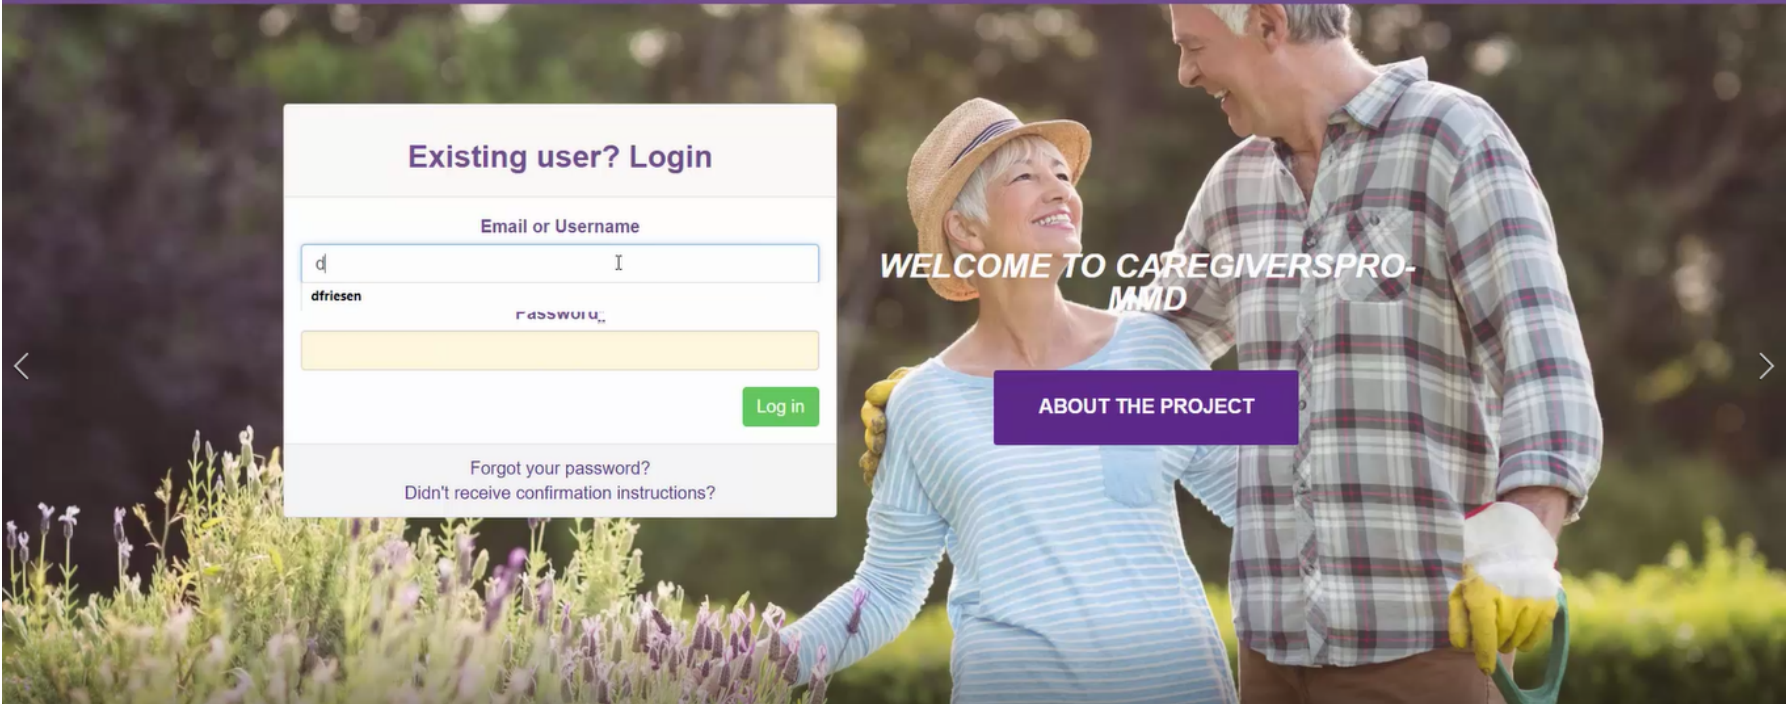 Existing user? Login
Email or Username
d
dfriesen
Password
Log in
Forgot your password?
Didn't receive confirmation instructions?
WELCOME TO CAREGIVERSPRO-
MMD
ABOUT THE PROJECT